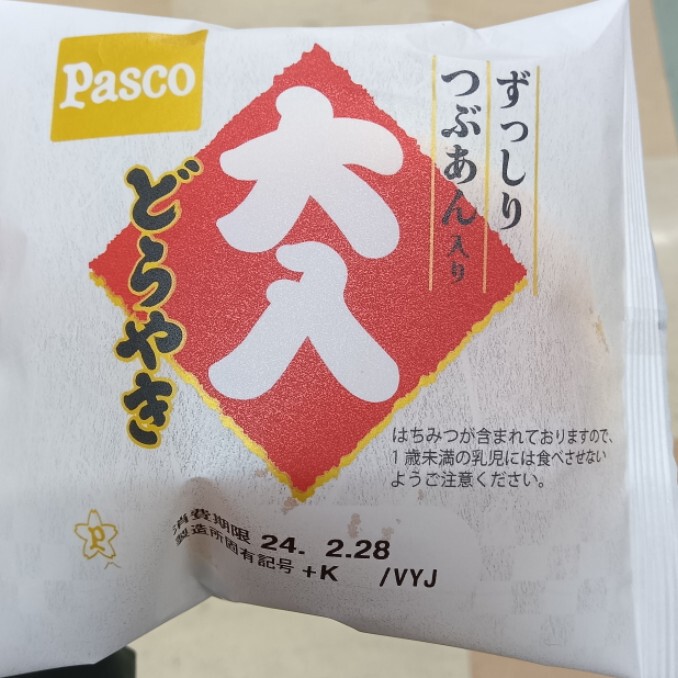 Pasco
大入
どらやき
ずっしり
つぶあん入り
はちみつが含まれておりますので、
1歳未満の乳児には食べさせない
ようご注意ください。
消費期限 24. 2.28
製造所固有記号 +K /VYJ
P